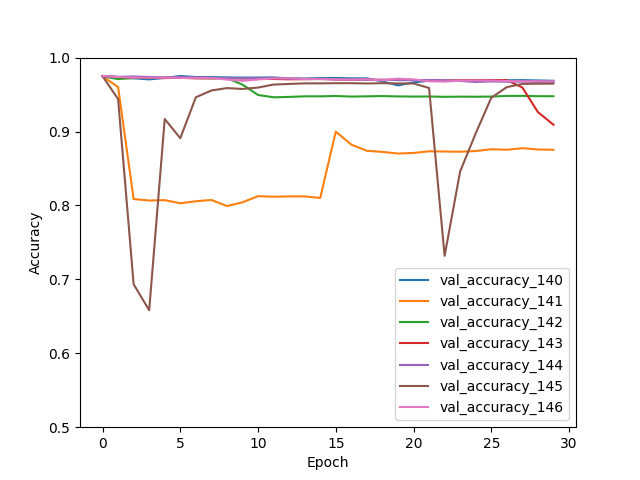 1.0
0.9
0.8
0.7
0.6
0.5
Accuracy
0
5
10
15
20
25
30
Epoch
val_accuracy_140
val_accuracy_141
val_accuracy_142
val_accuracy_143
val_accuracy_144
val_accuracy_145
val_accuracy_146